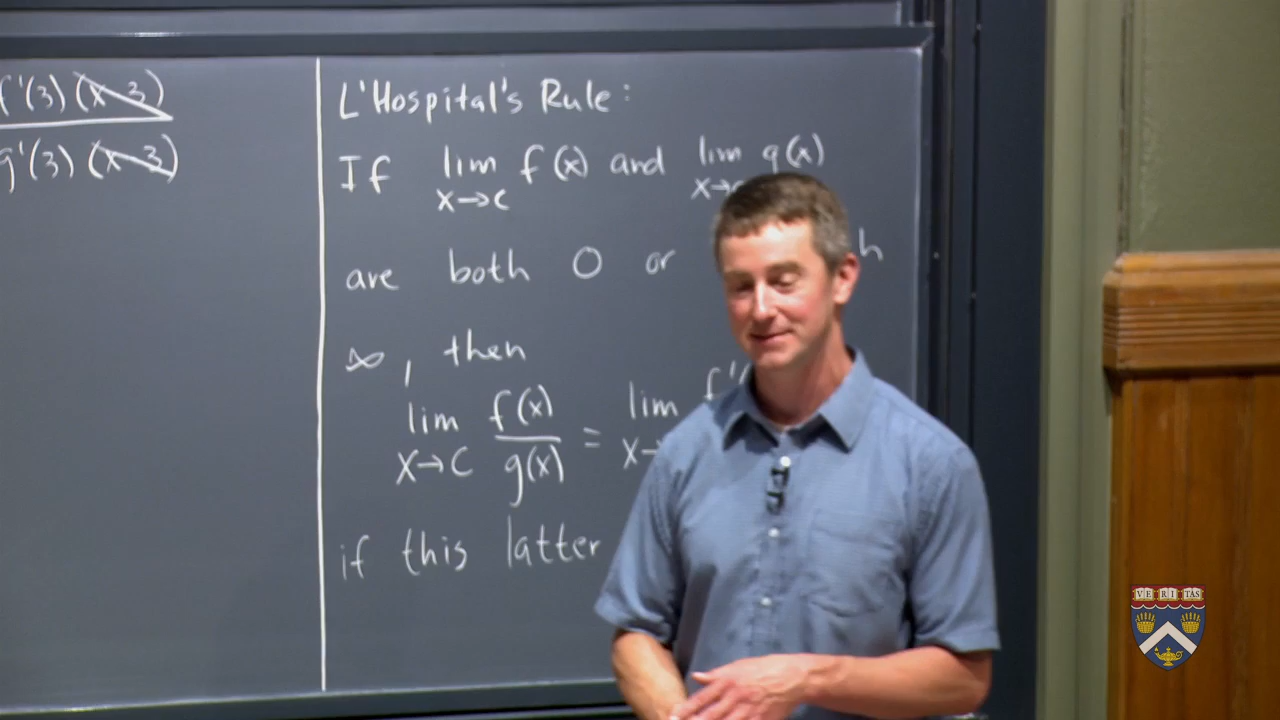 f'(3) (x-3)
g'(3) (x-3)
L'Hospital's Rule:
If lim f(x) and lim g(x)
x→c x→c
are both 0 or
∞, then
lim f(x) = lim f'(
x→c g(x) x→
if this latter
VERITAS